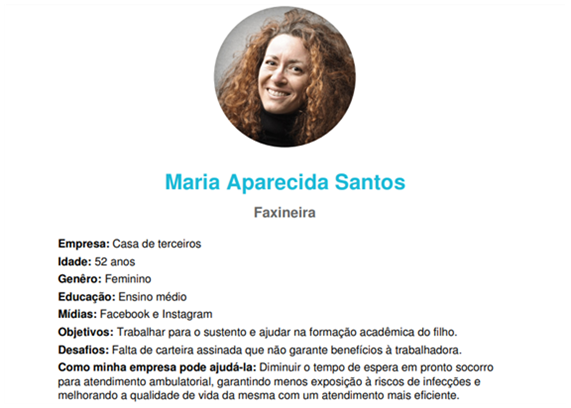 Maria Aparecida Santos
Faxineira
Empresa: Casa de terceiros
Idade: 52 anos
Genêro: Feminino
Educação: Ensino médio
Mídias: Facebook e Instagram
Objetivos: Trabalhar para o sustento e ajudar na formação acadêmica do filho.
Desafios: Falta de carteira assinada que não garante benefícios à trabalhadora.
Como minha empresa pode ajudá-la: Diminuir o tempo de espera em pronto socorro
para atendimento ambulatorial, garantindo menos exposição à riscos de infecções e
melhorando a qualidade de vida da mesma com um atendimento mais eficiente.